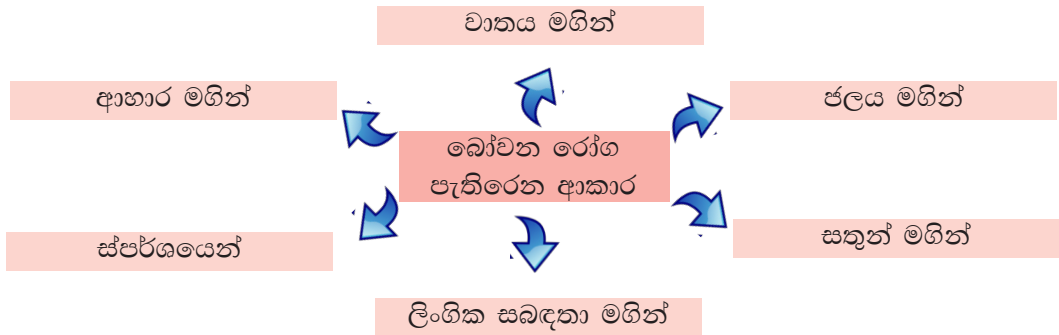 වාතය මගින්
ආහාර මගින්
ජලය මගින්
බෝවන රෝග
පැතිරෙන ආකාර
ස්පර්ශයෙන්
සතුන් මගින්
ලිංගික සබඳතා මගින්